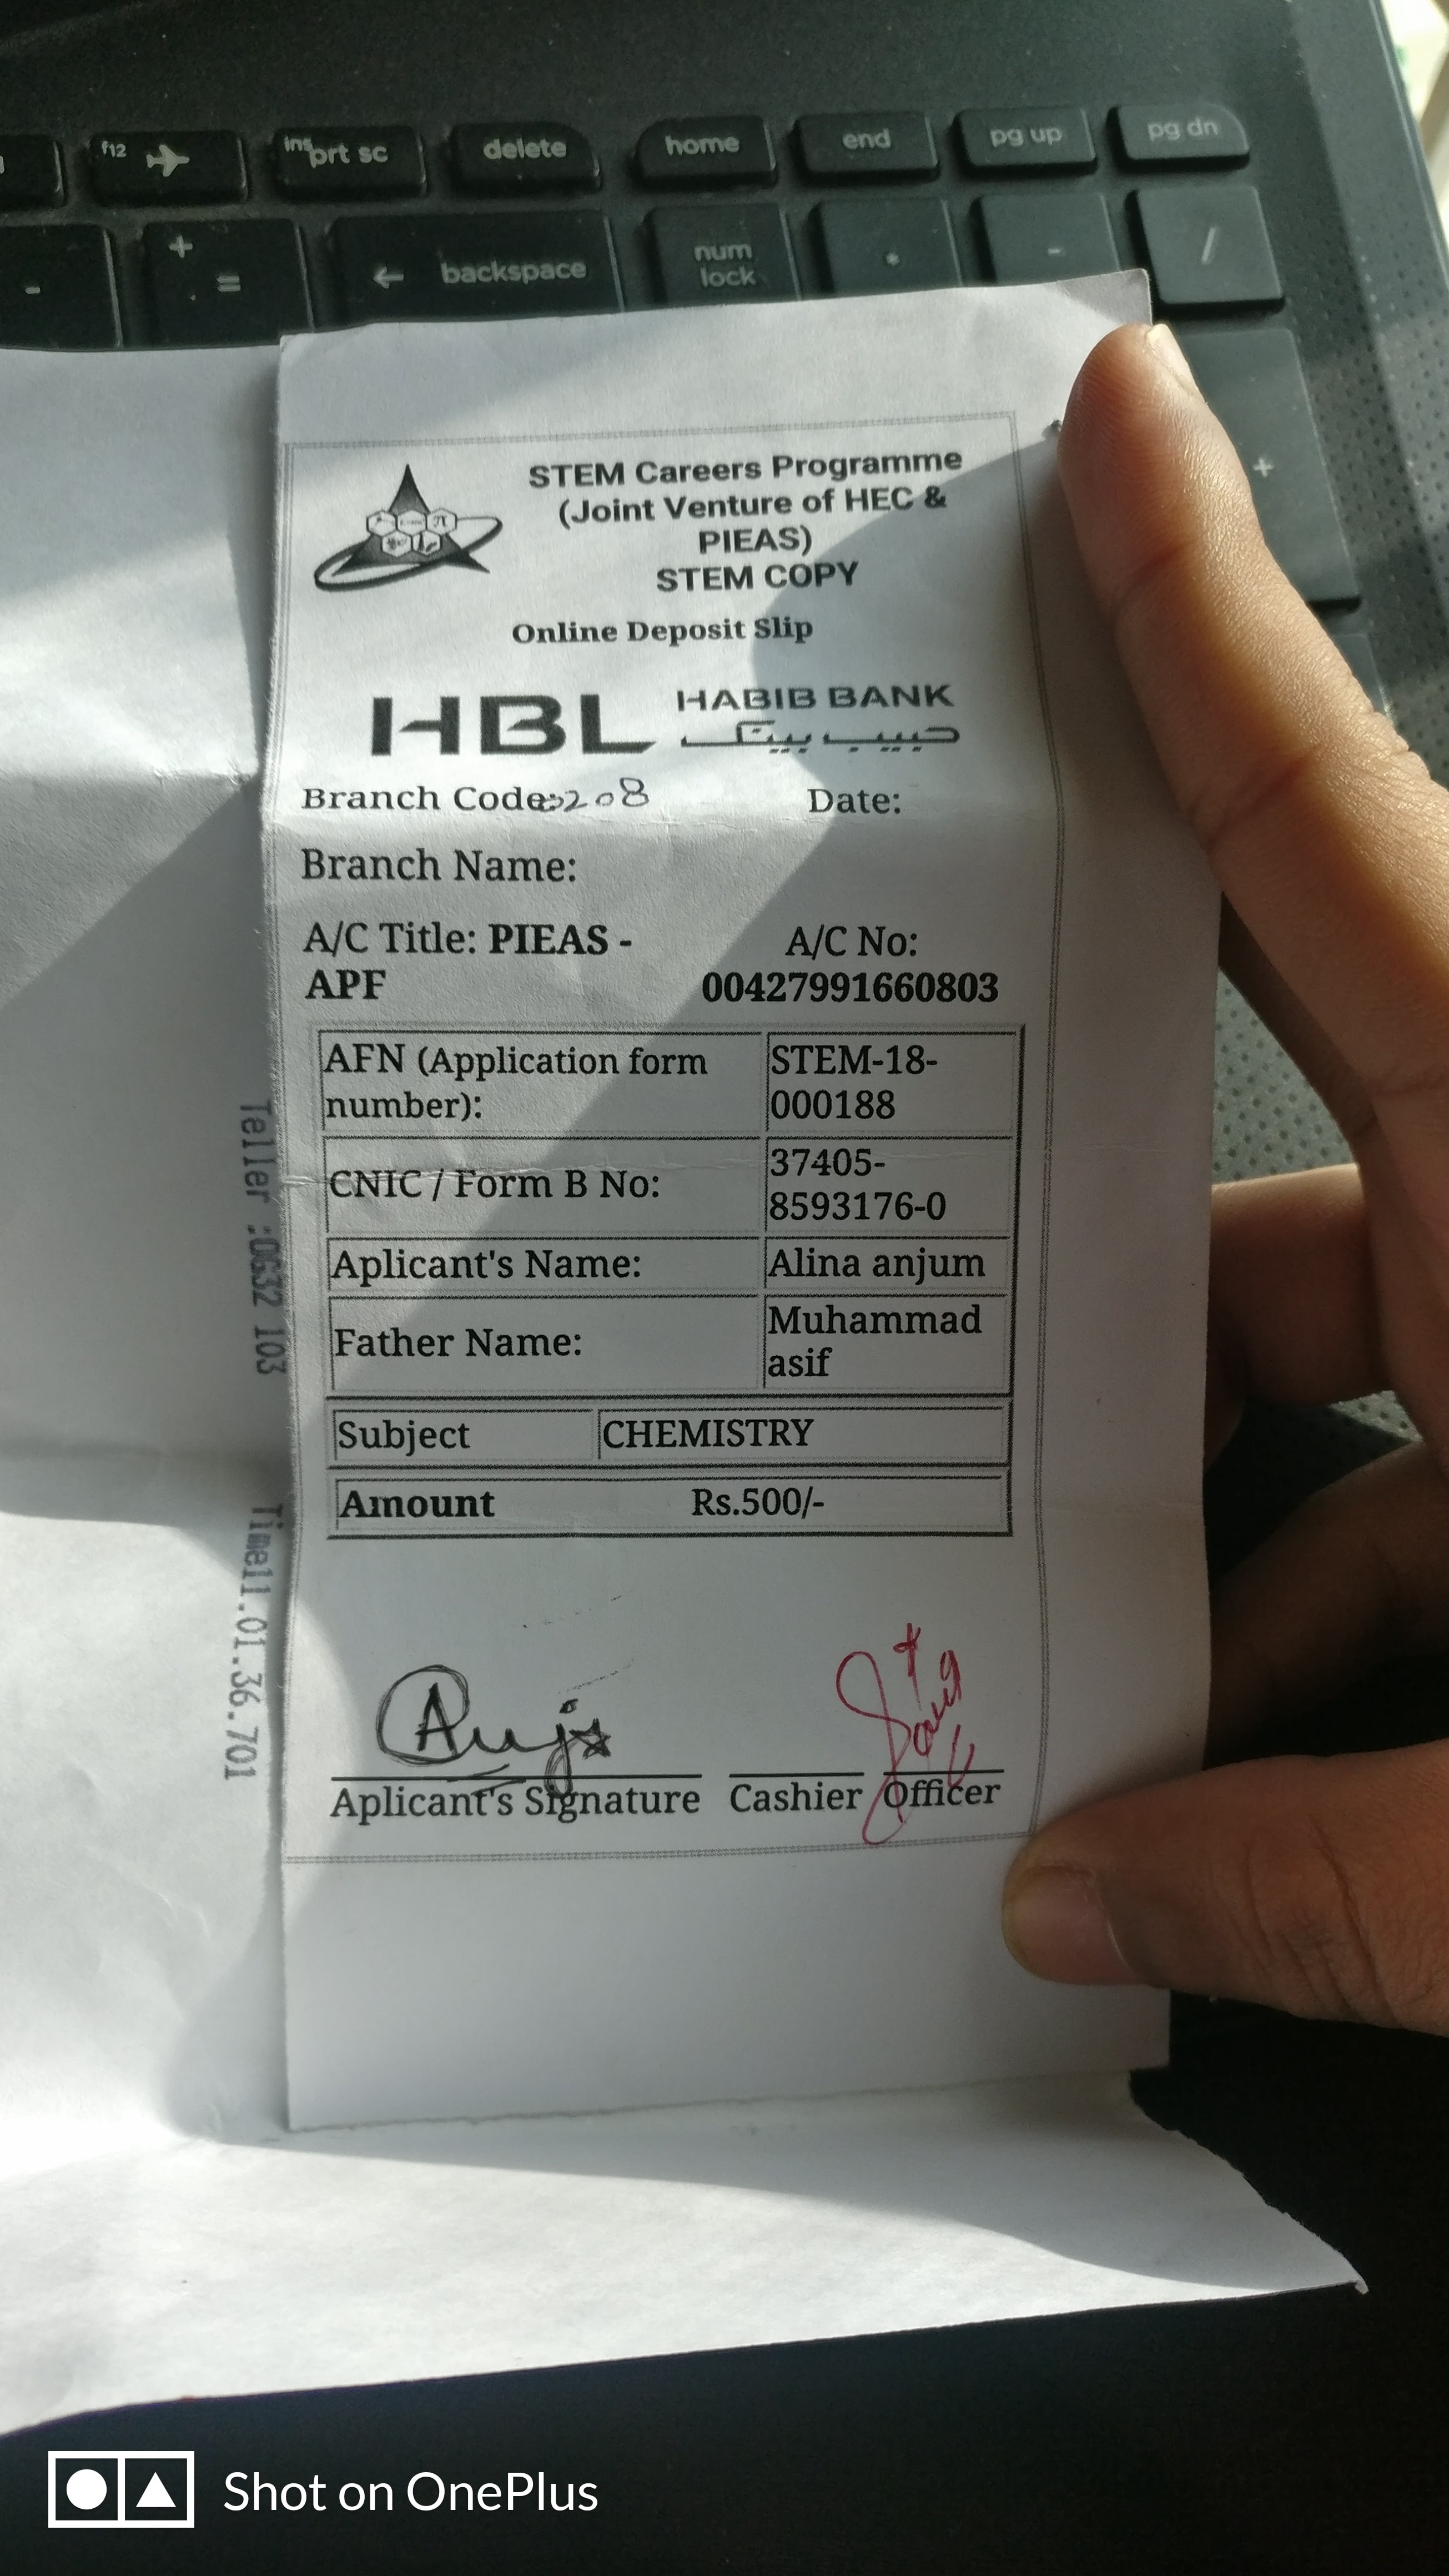 f12
ins prt sc
delete
home
end
pg up
pg dn
-
+
=
← backspace
num
lock
*
-
/
+
STEM Careers Programme
(Joint Venture of HEC &
PIEAS)
STEM COPY
Online Deposit Slip
HBL HABIB BANK
حبیب بینک
Branch Code: 208 Date:
Branch Name:
A/C Title: PIEAS - APF
A/C No: 00427991660803
AFN (Application form number): STEM-18-000188
CNIC / Form B No: 37405-8593176-0
Aplicant's Name: Alina anjum
Father Name: Muhammad asif
Subject CHEMISTRY
Amount Rs.500/-
Aplicant's Signature Cashier Officer
Teller :0G32 103 Time11.01.36.701
Shot on OnePlus